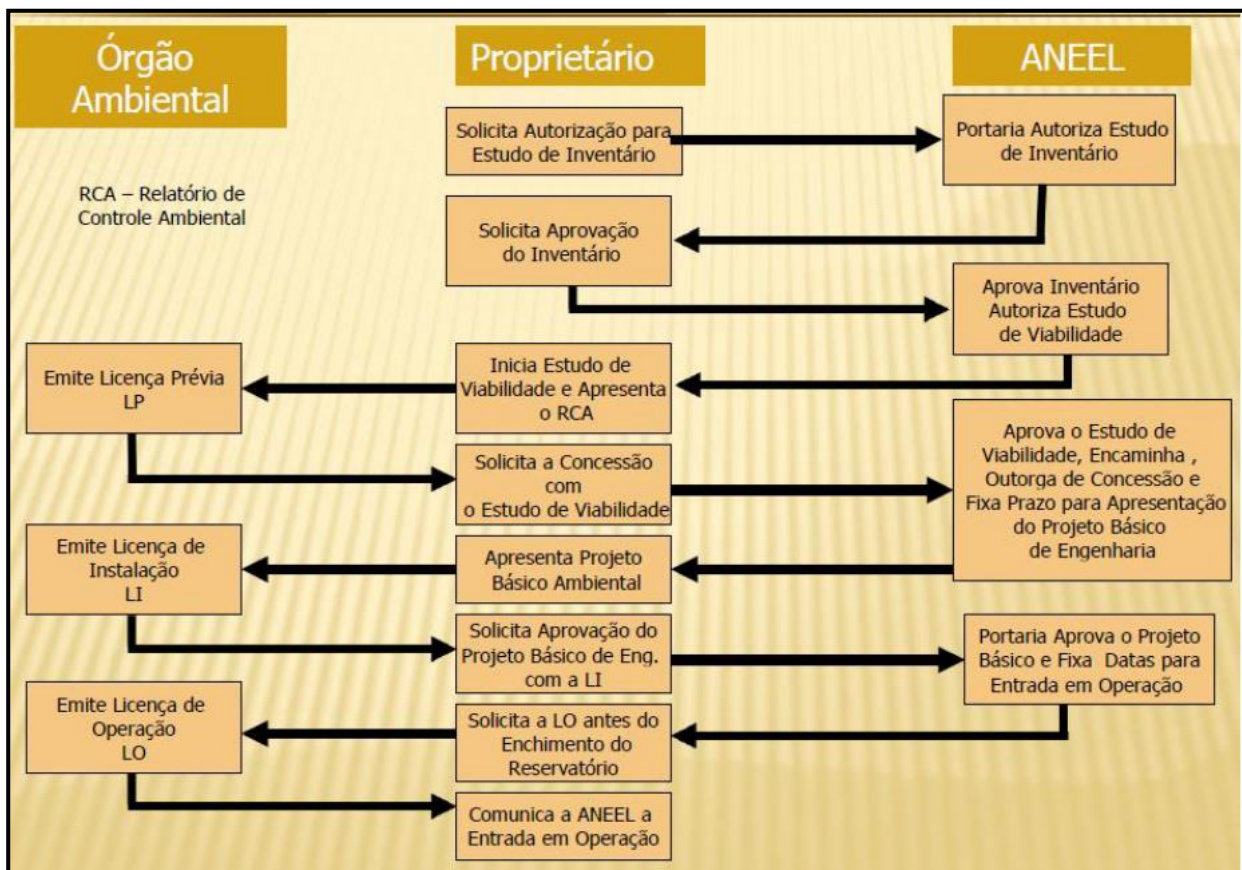 Órgão
Ambiental
Proprietário
ANEEL
RCA – Relatório de
Controle Ambiental
Solicita Autorização para
Estudo de Inventário
Portaria Autoriza Estudo
de Inventário
Solicita Aprovação
do Inventário
Aprova Inventário
Autoriza Estudo
de Viabilidade
Inicia Estudo de
Viabilidade e Apresenta
o RCA
Emite Licença Prévia
LP
Solicita a Concessão
com
o Estudo de Viabilidade
Aprova o Estudo de
Viabilidade, Encaminha ,
Outorga de Concessão e
Fixa Prazo para Apresentação
do Projeto Básico
de Engenharia
Apresenta Projeto
Básico Ambiental
Emite Licença de
Instalação
LI
Solicita Aprovação do
Projeto Básico de Eng.
com a LI
Portaria Aprova o Projeto
Básico e Fixa Datas para
Entrada em Operação
Solicita a LO antes do
Enchimento do
Reservatório
Emite Licença de
Operação
LO
Comunica a ANEEL a
Entrada em Operação